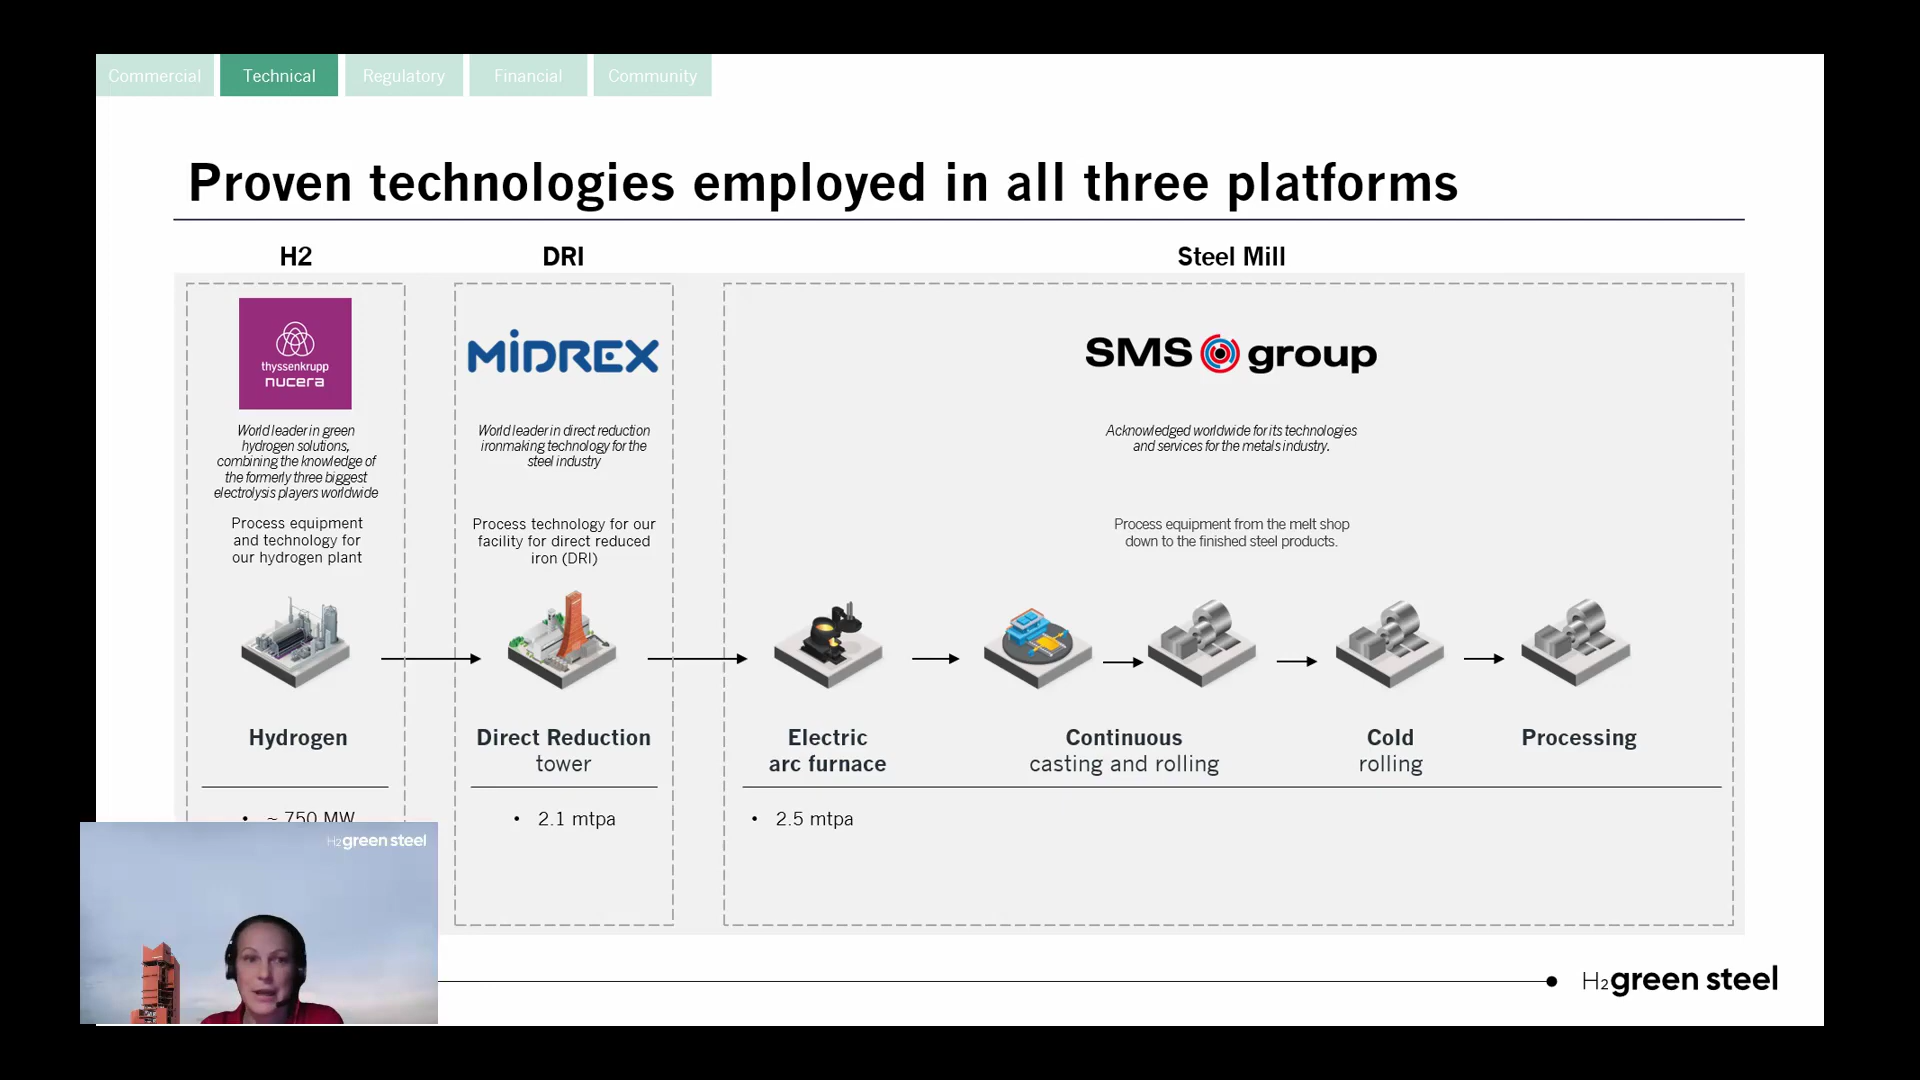 Commercial
Technical
Regulatory
Financial
Community
Proven technologies employed in all three platforms
H2
DRI
Steel Mill
thyssenkrupp
nucera
MIDREX
SMS group
World leader in green
hydrogen solutions,
combining the knowledge of
the formerly three biggest
electrolysis players worldwide
World leader in direct reduction
ironmaking technology for the
steel industry
Acknowledged worldwide for its technologies
and services for the metals industry.
Process equipment
and technology for
our hydrogen plant
Process technology for our
facility for direct reduced
iron (DRI)
Process equipment from the melt shop
down to the finished steel products.
Hydrogen
Direct Reduction
tower
Electric
arc furnace
Continuous
casting and rolling
Cold
rolling
Processing
• ~ 750 MW
• 2.1 mtpa
• 2.5 mtpa
H2green steel
H2green steel